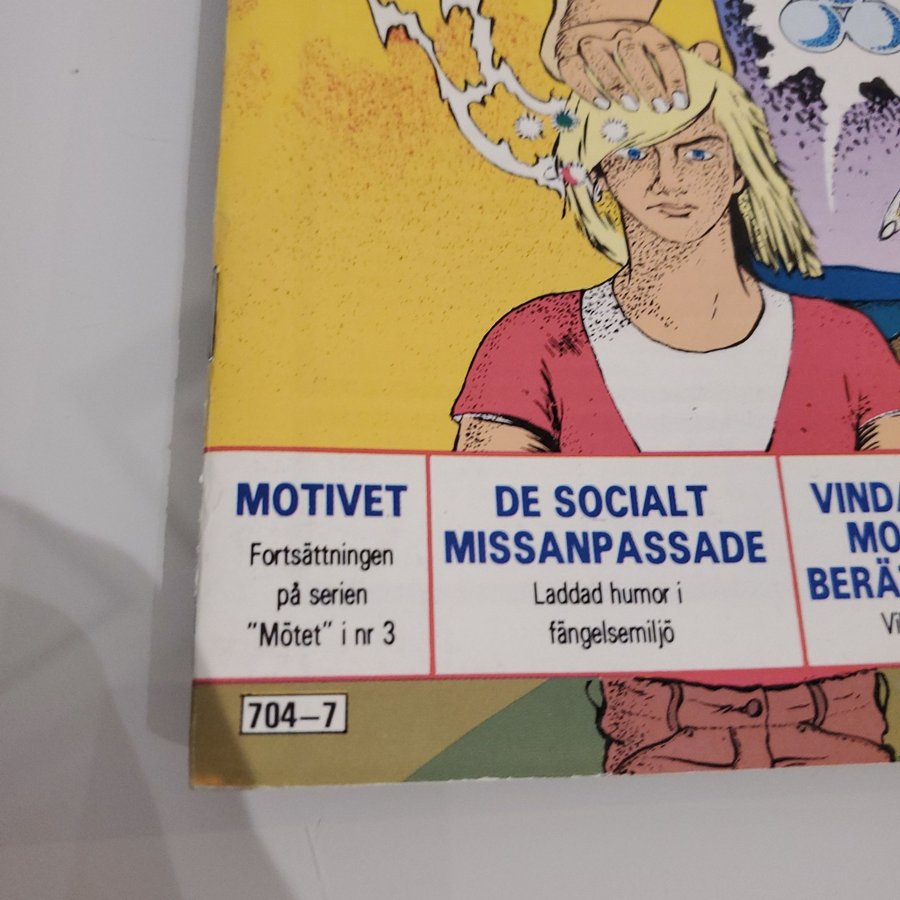 MOTIVET
Fortsättningen
på serien
"Mötet" i nr 3
DE SOCIALT
MISSANPASSADE
Laddad humor i
fängelsemiljö
704-7